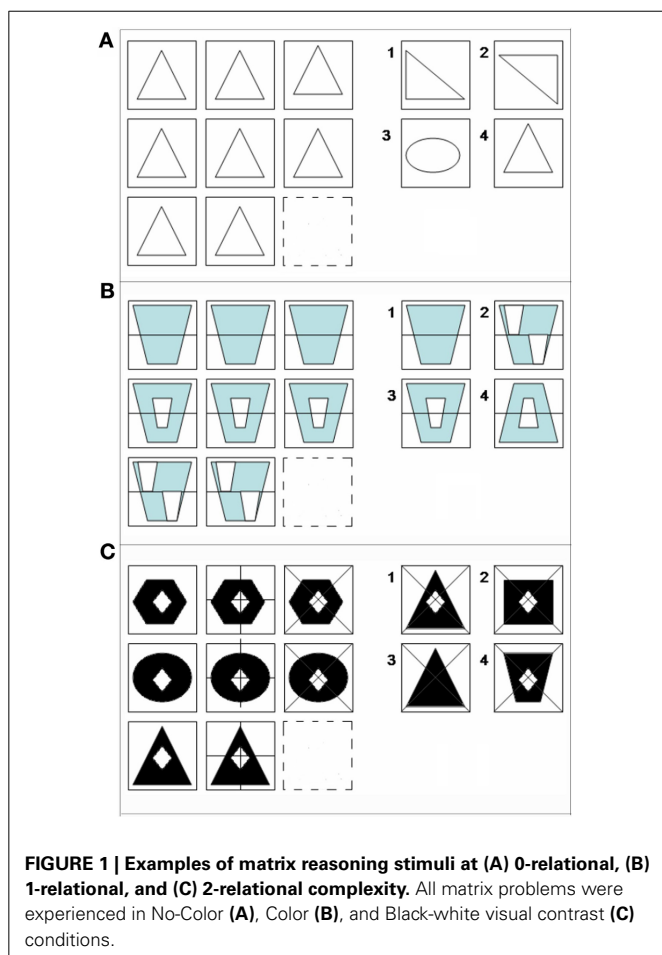 A
1 2
3 4
B
1 2
3 4
C
1 2
3 4
FIGURE 1 | Examples of matrix reasoning stimuli at (A) 0-relational, (B)
1-relational, and (C) 2-relational complexity. All matrix problems were
experienced in No-Color (A), Color (B), and Black-white visual contrast (C)
conditions.